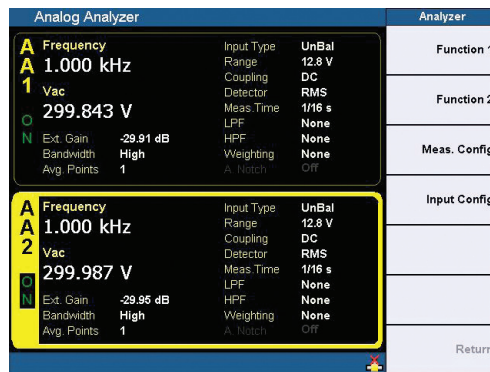 Analog Analyzer
Analyzer
AA1
ON
Frequency
1.000 kHz
Vac
299.843 V
Ext. Gain -29.91 dB
Bandwidth High
Avg. Points 1
Input Type UnBal
Range 12.8 V
Coupling DC
Detector RMS
Meas.Time 1/16 s
LPF None
HPF None
Weighting None
A. Notch Off
AA2
ON
Frequency
1.000 kHz
Vac
299.987 V
Ext. Gain -29.95 dB
Bandwidth High
Avg. Points 1
Input Type UnBal
Range 12.8 V
Coupling DC
Detector RMS
Meas.Time 1/16 s
LPF None
HPF None
Weighting None
A. Notch Off
Function 1
Function 2
Meas. Config
Input Config
Return